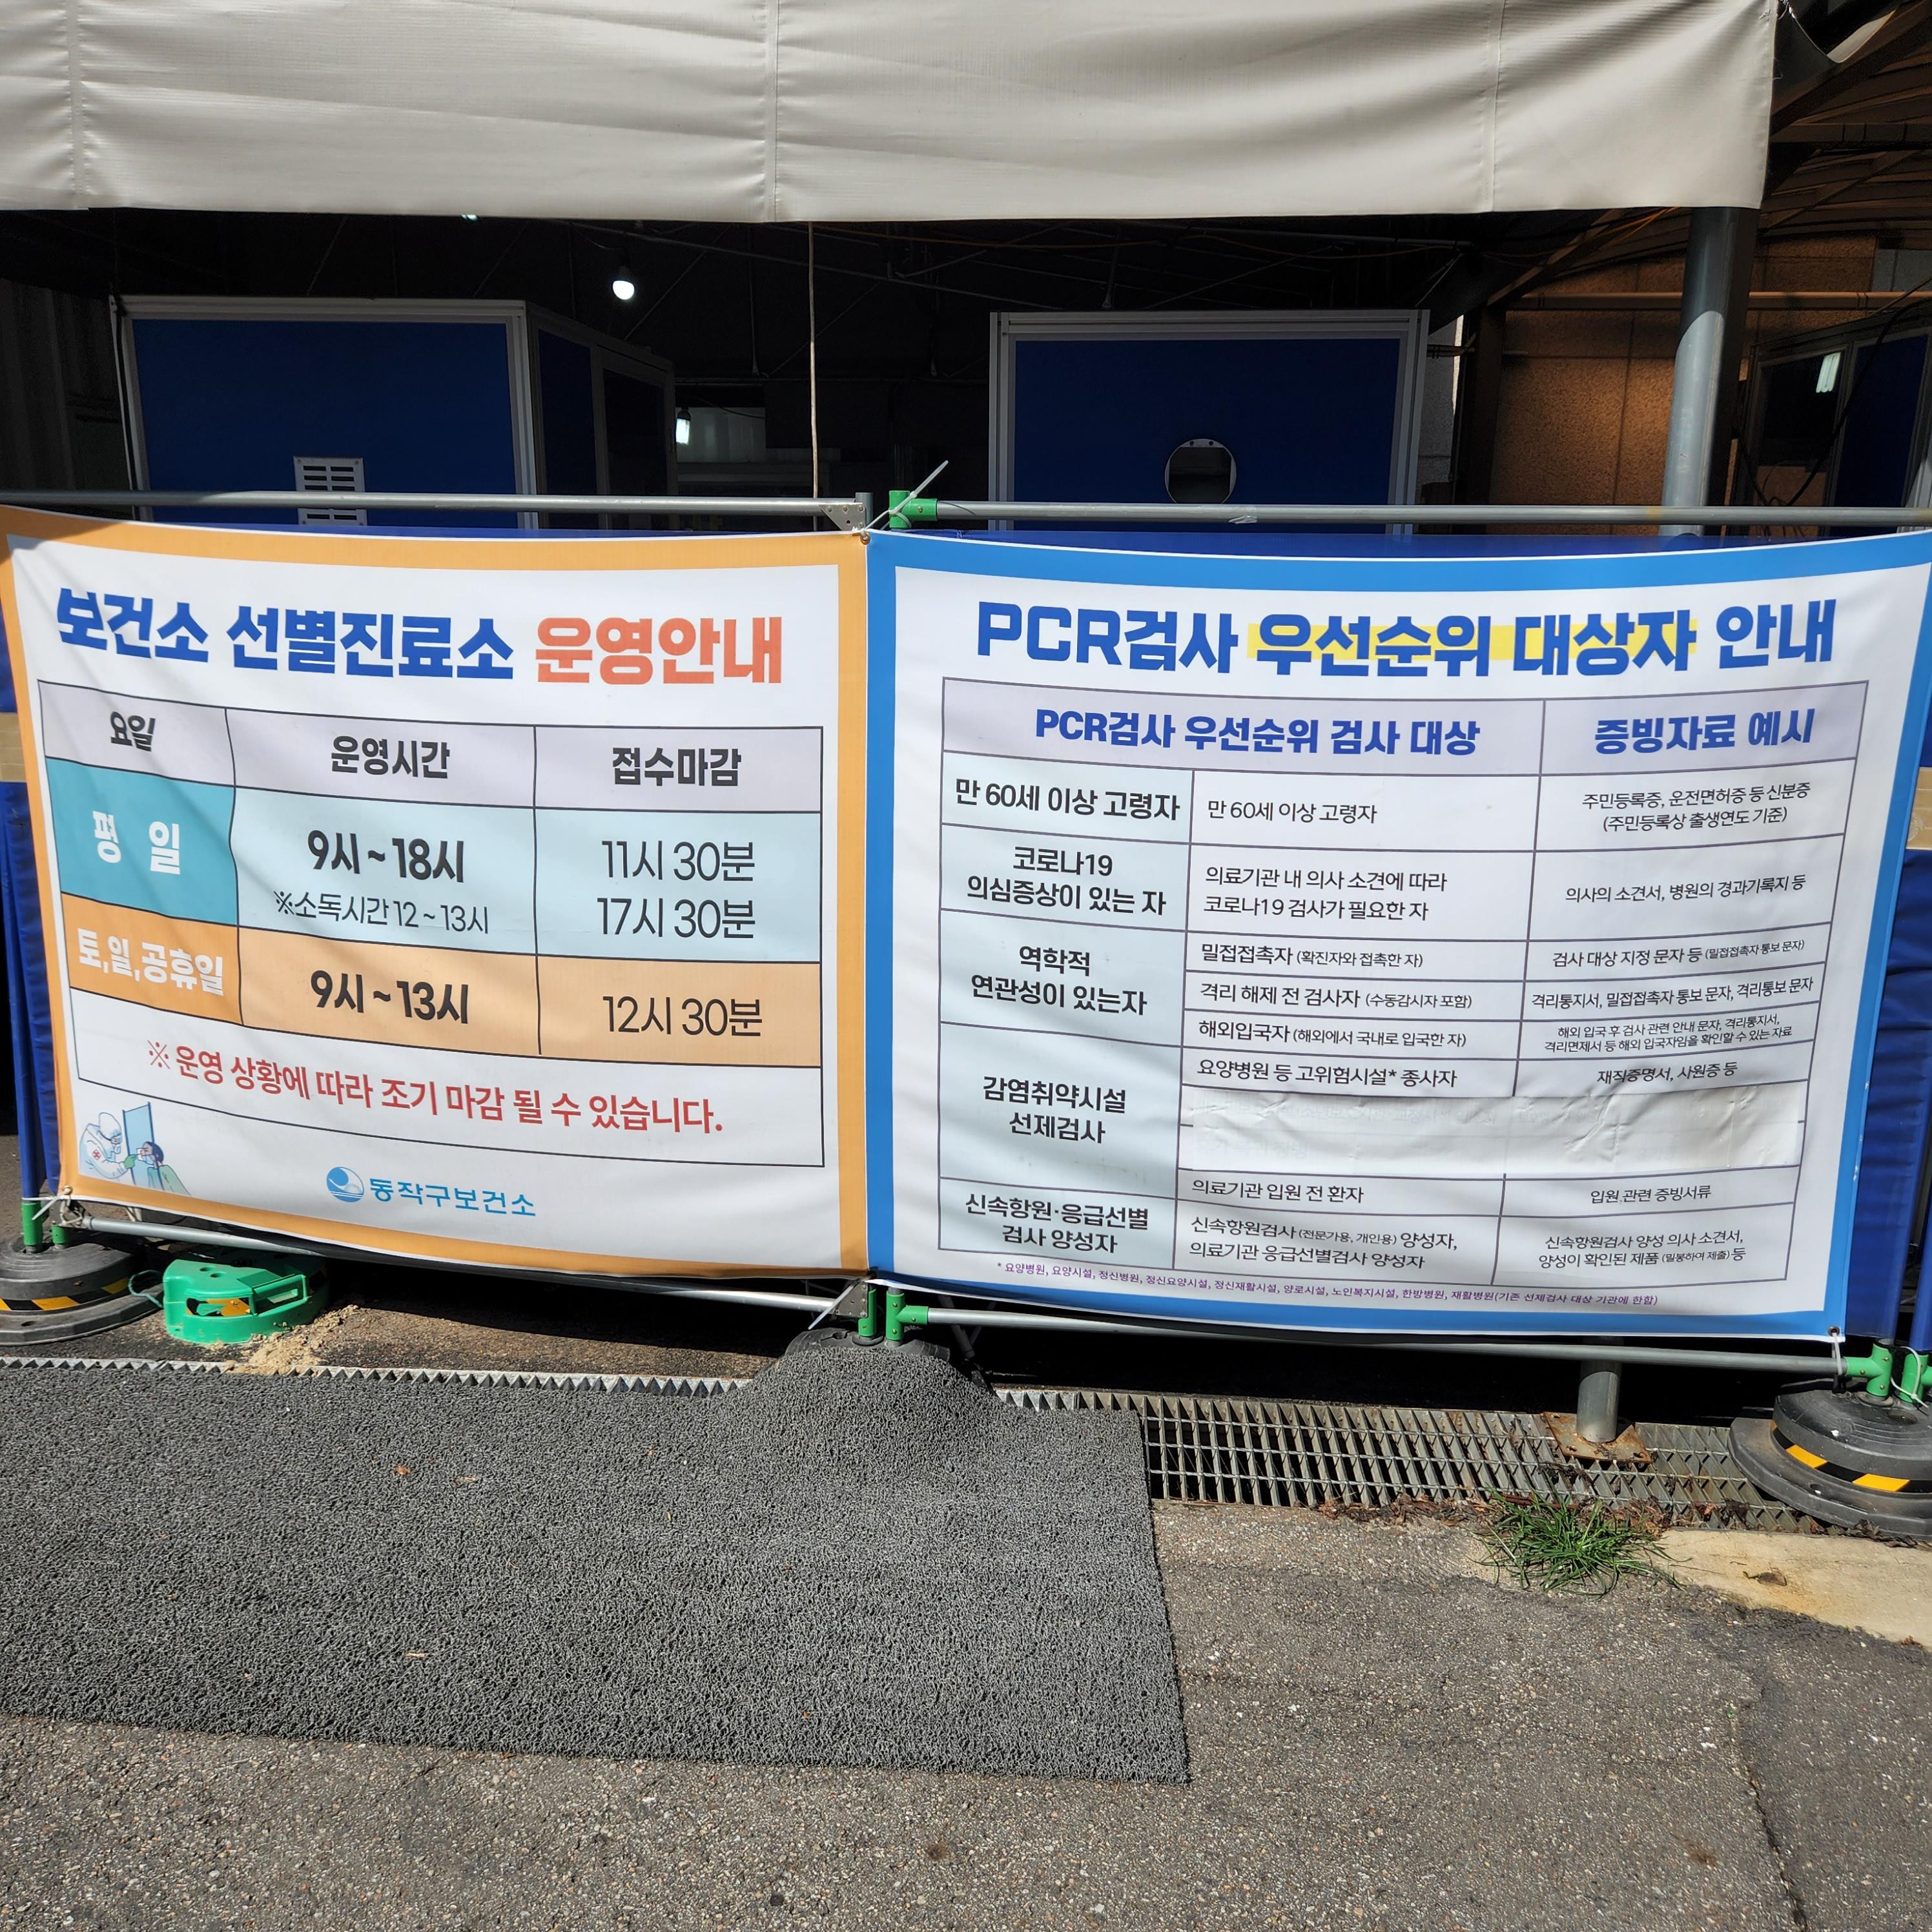 보건소 선별진료소 운영안내
요일
운영시간
접수마감
평 일
9시 ~ 18시
※소독시간 12 ~ 13시
11시 30분
17시 30분
토,일,공휴일
9시 ~ 13시
12시 30분
※ 운영 상황에 따라 조기 마감 될 수 있습니다.
동작구보건소
PCR검사 우선순위 대상자 안내
PCR검사 우선순위 검사 대상
증빙자료 예시
만 60세 이상 고령자
만 60세 이상 고령자
주민등록증, 운전면허증 등 신분증
(주민등록상 출생연도 기준)
코로나19
의심증상이 있는 자
의료기관 내 의사 소견에 따라
코로나19 검사가 필요한 자
의사의 소견서, 병원의 경과기록지 등
역학적
연관성이 있는자
밀접접촉자 (확진자와 접촉한 자)
검사 대상 지정 문자 등 (밀접접촉자 통보 문자)
격리 해제 전 검사자 (수동감시자 포함)
격리통지서, 밀접접촉자 통보 문자, 격리통보 문자
해외입국자 (해외에서 국내로 입국한 자)
해외 입국 후 검사 관련 안내 문자, 격리통지서,
격리면제서 등 해외 입국자임을 확인할 수 있는 자료
감염취약시설
선제검사
요양병원 등 고위험시설* 종사자
재직증명서, 사원증 등
의료기관 입원 전 환자
입원 관련 증빙서류
신속항원·응급선별
검사 양성자
신속항원검사 (전문가용, 개인용) 양성자,
의료기관 응급선별검사 양성자
신속항원검사 양성 의사 소견서,
양성이 확인된 제품 (밀봉하여 제출) 등
* 요양병원, 요양시설, 정신병원, 정신요양시설, 정신재활시설, 양로시설, 노인복지시설, 한방병원, 재활병원(기존 선제검사 대상 기관에 한함)